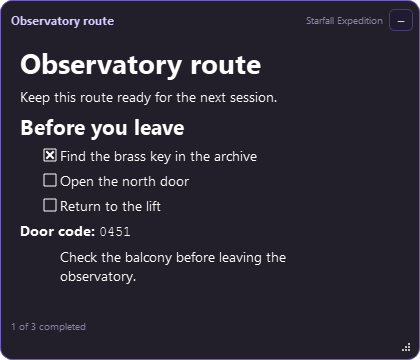 Observatory route
Starfall Expedition
Observatory route
Keep this route ready for the next session.
Before you leave
Find the brass key in the archive
Open the north door
Return to the lift
Door code: 0451
Check the balcony before leaving the
observatory.
1 of 3 completed